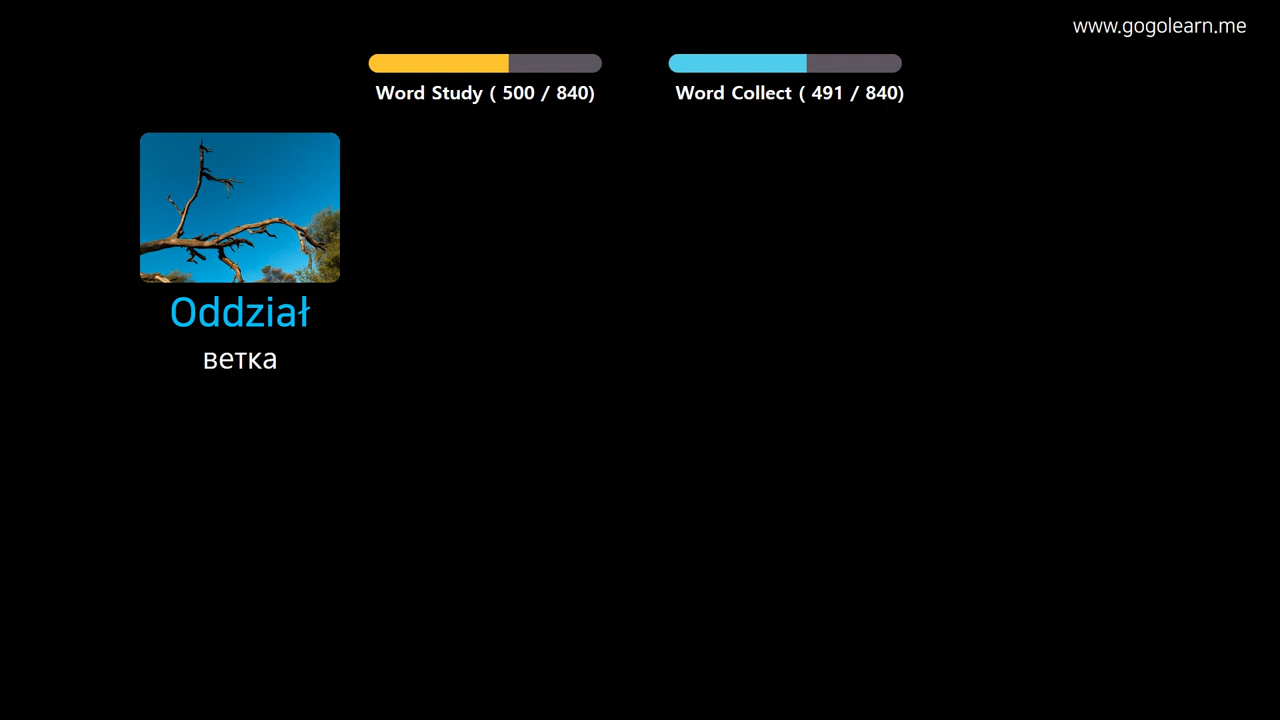 www.gogolearn.me
Word Study ( 500 / 840)
Word Collect ( 491 / 840)
Oddział
ветка